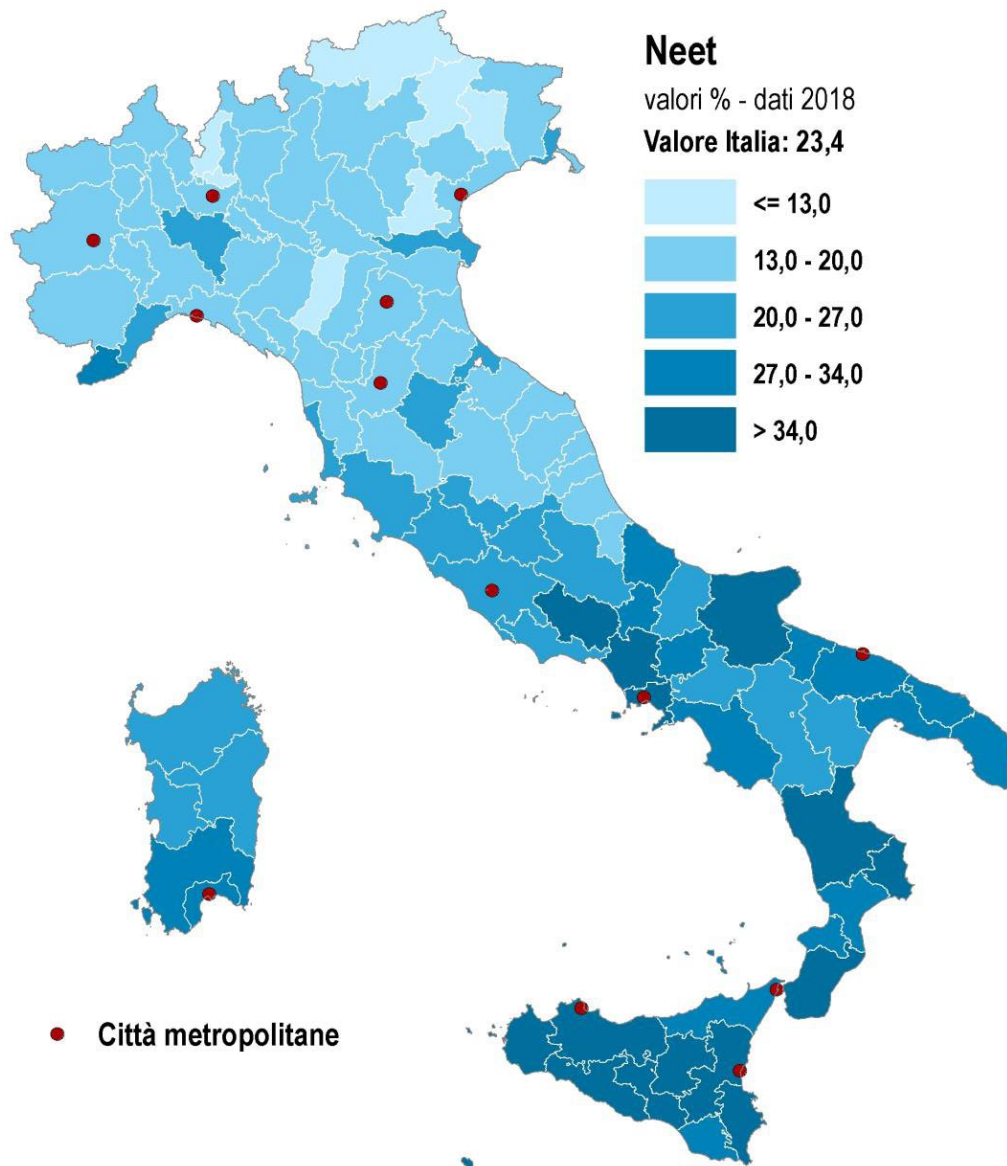 Neet
valori % - dati 2018
Valore Italia: 23,4
<= 13,0
13,0 - 20,0
20,0 - 27,0
27,0 - 34,0
> 34,0
Città metropolitane